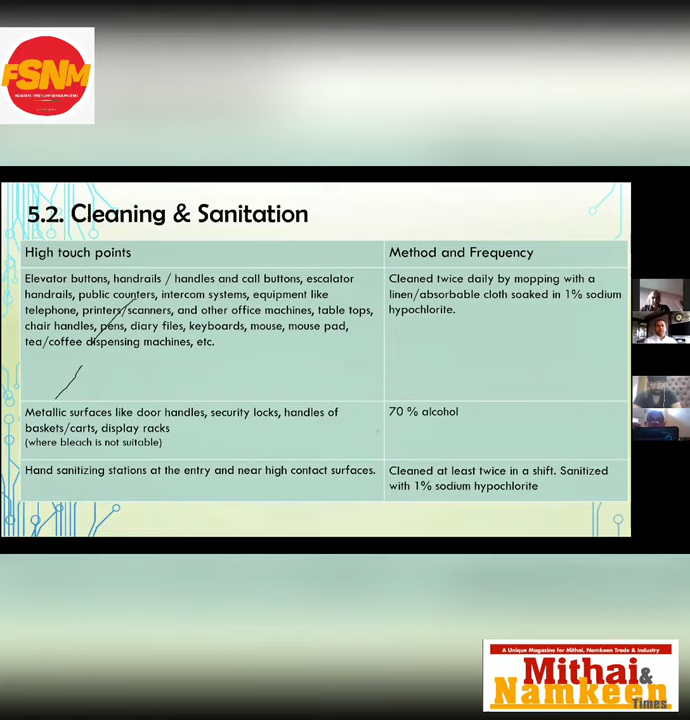 FSNM
5.2. Cleaning & Sanitation
High touch points
Method and Frequency
Elevator buttons, handrails / handles and call buttons, escalator
handrails, public counters, intercom systems, equipment like
telephone, printers/scanners, and other office machines, table tops,
chair handles, pens, diary files, keyboards, mouse, mouse pad,
tea/coffee dispensing machines, etc.
Cleaned twice daily by mopping with a
linen/absorbable cloth soaked in 1% sodium
hypochlorite.
Metallic surfaces like door handles, security locks, handles of
baskets/carts, display racks
(where bleach is not suitable)
70 % alcohol
Hand sanitizing stations at the entry and near high contact surfaces.
Cleaned at least twice in a shift. Sanitized
with 1% sodium hypochlorite
A Unique Magazine for Mithai, Namkeen Trade & Industry
Mithai &
Namkeen
Times